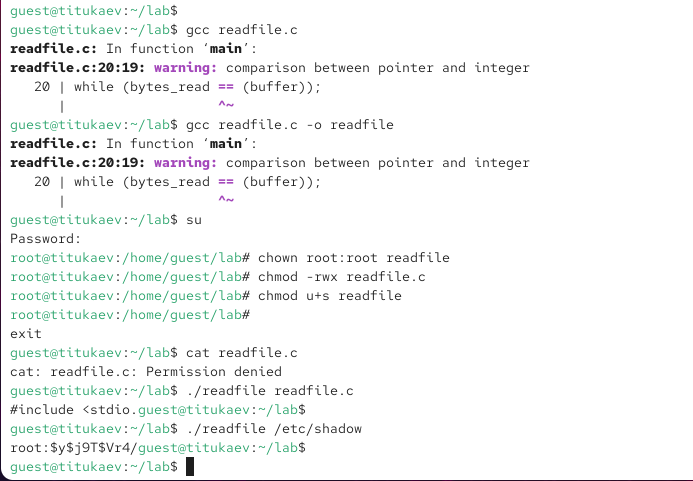 guest@titukaev:~/lab$
guest@titukaev:~/lab$ gcc readfile.c
readfile.c: In function ‘main’:
readfile.c:20:19: warning: comparison between pointer and integer
   20 | while (bytes_read == (buffer));
      |                   ^~
guest@titukaev:~/lab$ gcc readfile.c -o readfile
readfile.c: In function ‘main’:
readfile.c:20:19: warning: comparison between pointer and integer
   20 | while (bytes_read == (buffer));
      |                   ^~
guest@titukaev:~/lab$ su
Password:
root@titukaev:/home/guest/lab# chown root:root readfile
root@titukaev:/home/guest/lab# chmod -rwx readfile.c
root@titukaev:/home/guest/lab# chmod u+s readfile
root@titukaev:/home/guest/lab#
exit
guest@titukaev:~/lab$ cat readfile.c
cat: readfile.c: Permission denied
guest@titukaev:~/lab$ ./readfile readfile.c
#include <stdio.guest@titukaev:~/lab$
guest@titukaev:~/lab$ ./readfile /etc/shadow
root:$y$j9T$Vr4/guest@titukaev:~/lab$
guest@titukaev:~/lab$